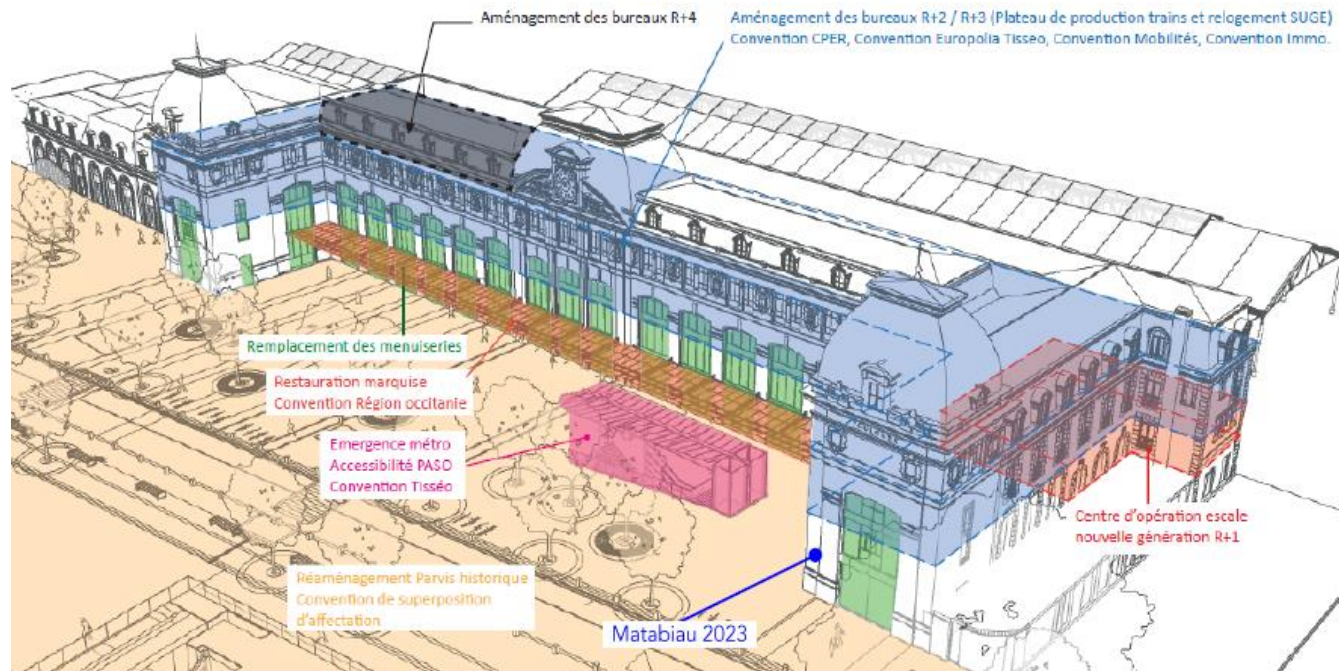 Aménagement des bureaux R+4
Aménagement des bureaux R+2 / R+3 (Plateau de production trains et relogement SUGE)
Convention CPER, Convention Europolia Tisseo, Convention Mobilités, Convention Immo.
Remplacement des menuiseries
Restauration marquise
Convention Région occitanie
Emergence métro
Accessibilité PASO
Convention Tisséo
Centre d'opération escale
nouvelle génération R+1
Réaménagement Parvis historique
Convention de superposition
d'affectation
Matabiau 2023